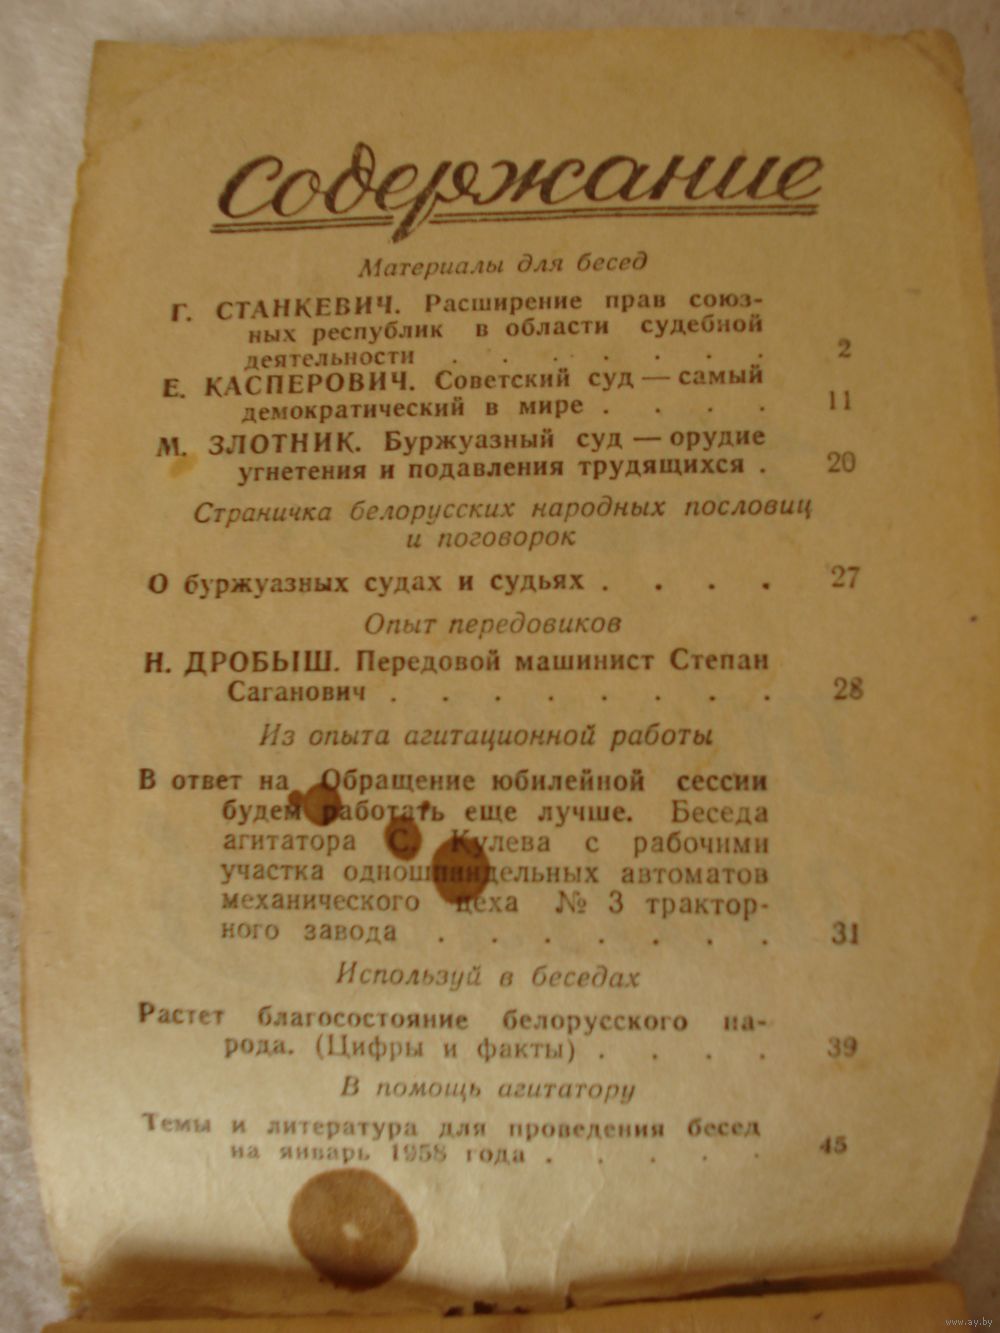 Содержание
Материалы для бесед
Г. СТАНКЕВИЧ. Расширение прав союз-
ных республик в области судебной
деятельности . . . . . . . 2
Е. КАСПЕРОВИЧ. Советский суд — самый
демократический в мире . . . . 11
М. ЗЛОТНИК. Буржуазный суд — орудие
угнетения и подавления трудящихся . 20
Страничка белорусских народных пословиц
и поговорок
О буржуазных судах и судьях . . . . 27
Опыт передовиков
Н. ДРОБЫШ. Передовой машинист Степан
Саганович . . . . . . . . 28
Из опыта агитационной работы
В ответ на Обращение юбилейной сессии
будем работать еще лучше. Беседа
агитатора С. Кулева с рабочими
участка одношпиндельных автоматов
механического цеха № 3 трактор-
ного завода . . . . . . . 31
Используй в беседах
Растет благосостояние белорусского на-
рода. (Цифры и факты) . . . . 39
В помощь агитатору
Темы и литература для проведения бесед
на январь 1958 года . . . . . 45
www.ay.by